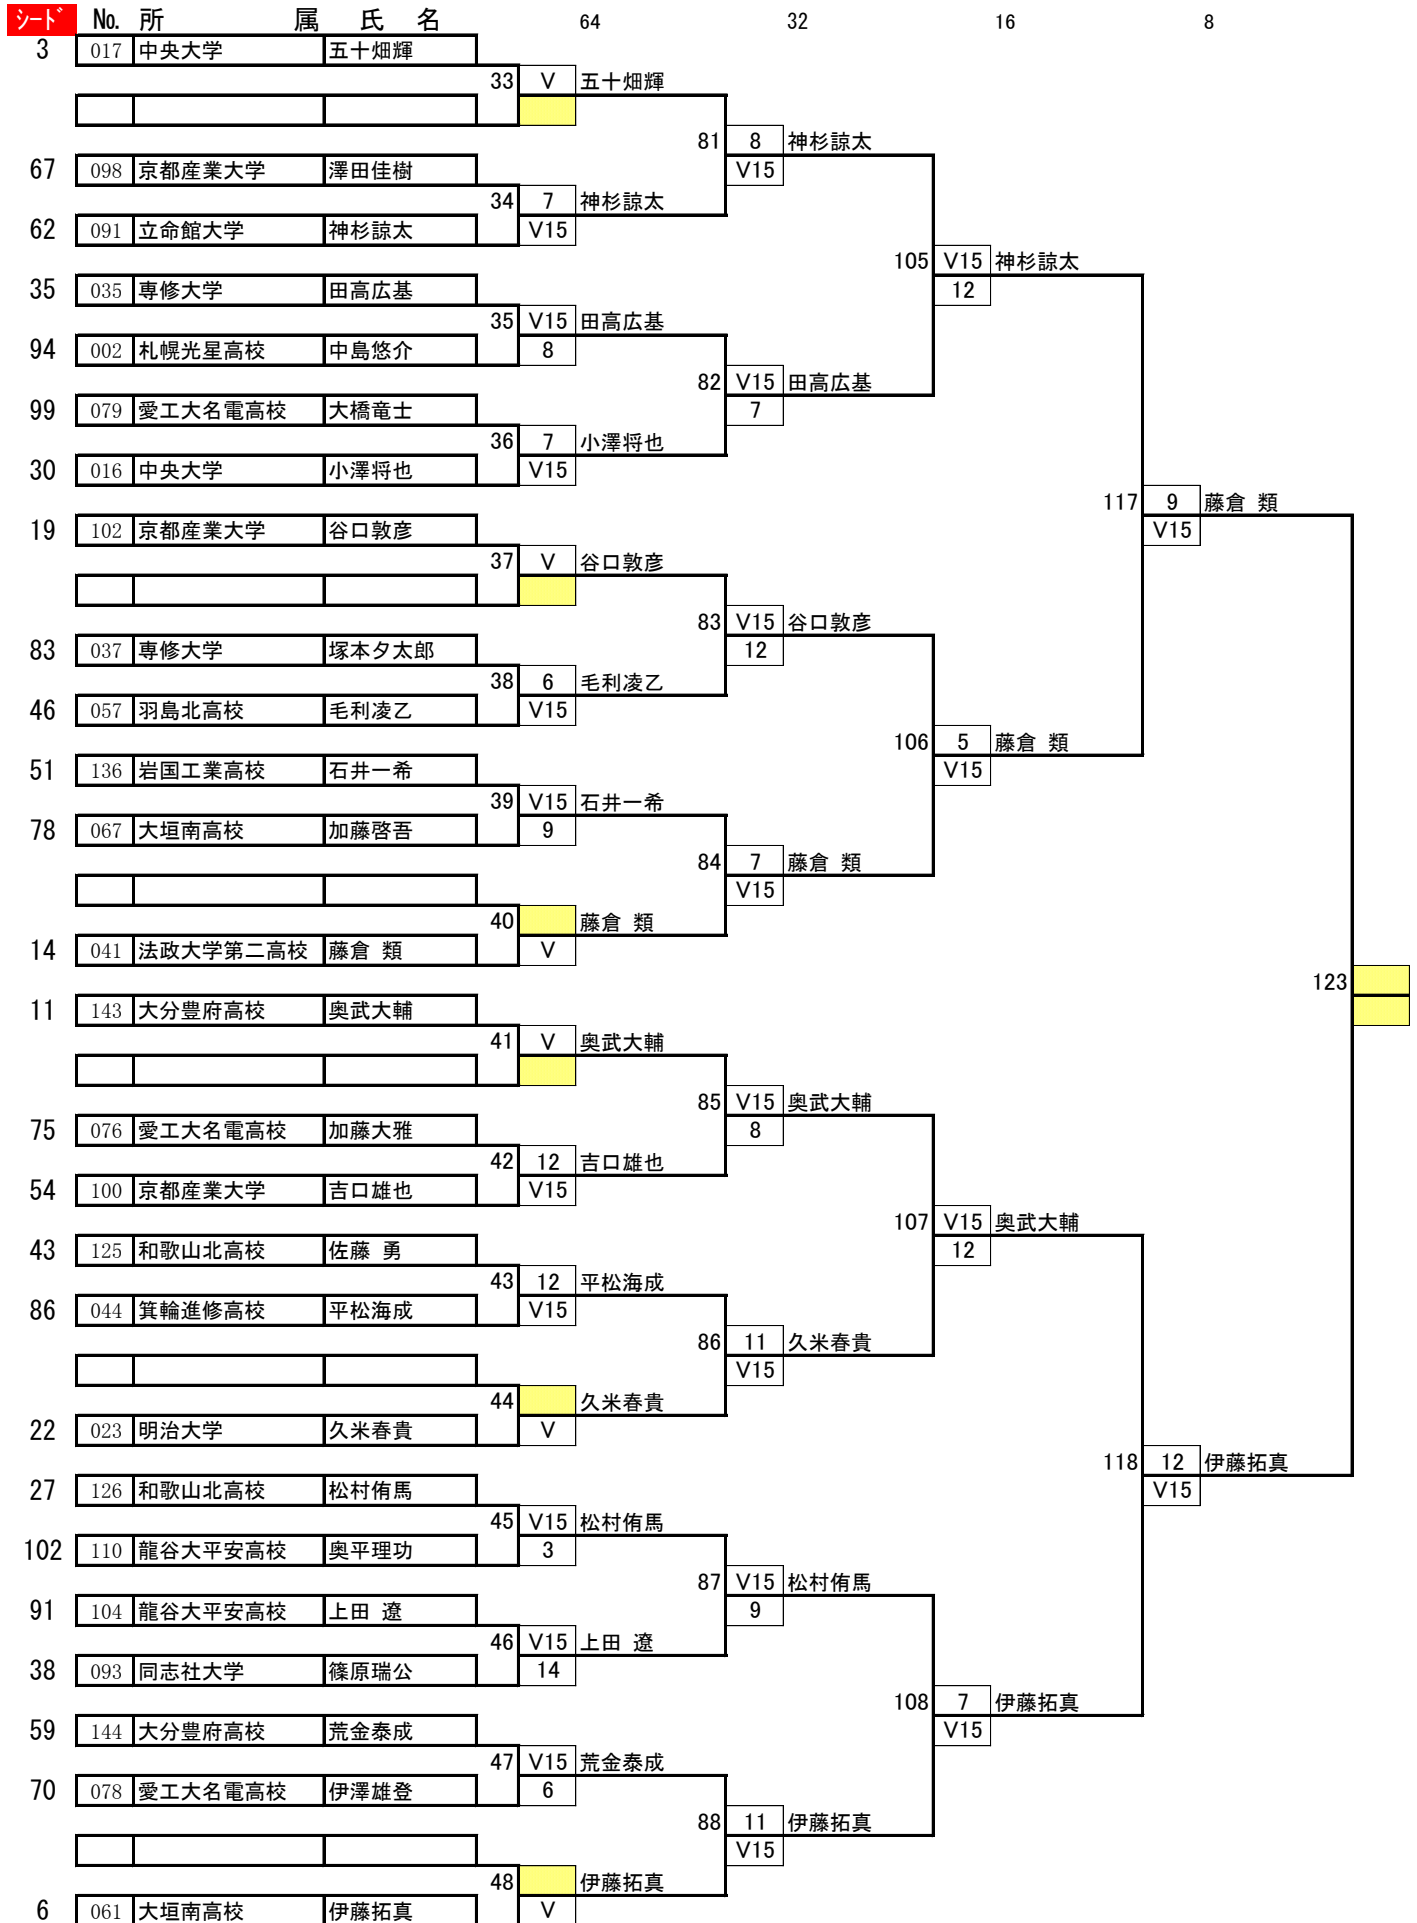 ｼｰﾄﾞ No. 所 属 氏 名 64 32 16 8
3 017 中央大学 五十畑輝
33 V 五十畑輝
81 8 神杉諒太
V15
67 098 京都産業大学 澤田佳樹
34 7 神杉諒太
V15
62 091 立命館大学 神杉諒太
105 V15 神杉諒太
12
35 035 専修大学 田高広基
35 V15 田高広基
8
94 002 札幌光星高校 中島悠介
82 V15 田高広基
7
99 079 愛工大名電高校 大橋竜士
36 7 小澤将也
V15
30 016 中央大学 小澤将也
117 9 藤倉 類
V15
19 102 京都産業大学 谷口敦彦
37 V 谷口敦彦
83 V15 谷口敦彦
12
83 037 専修大学 塚本夕太郎
38 6 毛利凌乙
V15
46 057 羽島北高校 毛利凌乙
106 5 藤倉 類
V15
51 136 岩国工業高校 石井一希
39 V15 石井一希
9
78 067 大垣南高校 加藤啓吾
84 7 藤倉 類
V15
40 藤倉 類
V
14 041 法政大学第二高校 藤倉 類
123
11 143 大分豊府高校 奥武大輔
41 V 奥武大輔
85 V15 奥武大輔
8
75 076 愛工大名電高校 加藤大雅
42 12 吉口雄也
V15
54 100 京都産業大学 吉口雄也
107 V15 奥武大輔
12
43 125 和歌山北高校 佐藤 勇
43 12 平松海成
V15
86 044 箕輪進修高校 平松海成
86 11 久米春貴
V15
44 久米春貴
V
22 023 明治大学 久米春貴
118 12 伊藤拓真
V15
27 126 和歌山北高校 松村侑馬
45 V15 松村侑馬
3
102 110 龍谷大平安高校 奥平理功
87 V15 松村侑馬
9
91 104 龍谷大平安高校 上田 遼
46 V15 上田 遼
14
38 093 同志社大学 篠原瑞公
108 7 伊藤拓真
V15
59 144 大分豊府高校 荒金泰成
47 V15 荒金泰成
6
70 078 愛工大名電高校 伊澤雄登
88 11 伊藤拓真
V15
48 伊藤拓真
V
6 061 大垣南高校 伊藤拓真